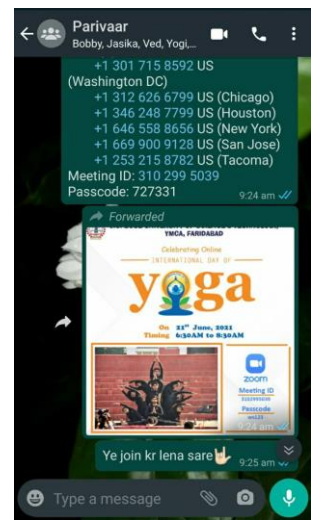 Parivaar
Bobby, Jasika, Ved, Yogi,...
+1 301 715 8592 US
(Washington DC)
+1 312 626 6799 US (Chicago)
+1 346 248 7799 US (Houston)
+1 646 558 8656 US (New York)
+1 669 900 9128 US (San Jose)
+1 253 215 8782 US (Tacoma)
Meeting ID: 310 299 5039
Passcode: 727331
9:24 am
Forwarded
YMCA, FARIDABAD
Celebrating Online
INTERNATIONAL DAY OF
yoga
On 21st June, 2021
Timing 6:30AM to 8:30AM
zoom
Meeting ID
3102995039
Passcode
9:24 am
Ye join kr lena sare
9:25 am
Type a message